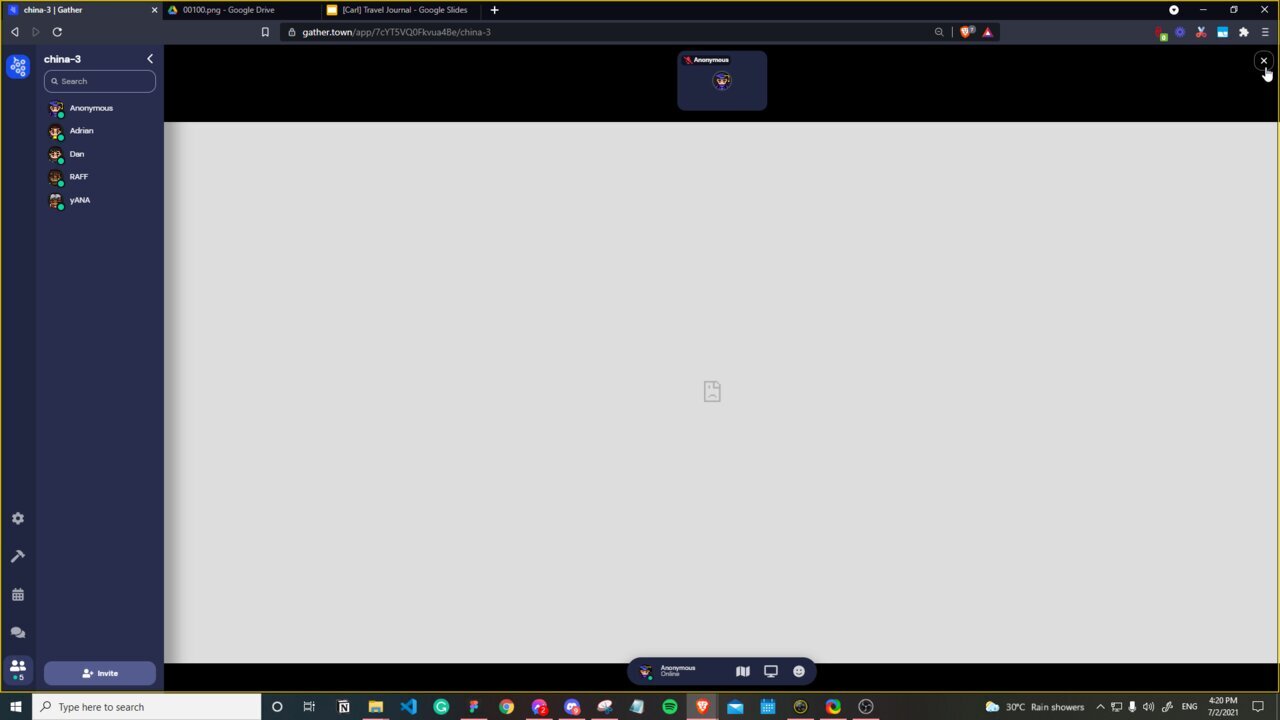 china-3 | Gather
00100.png - Google Drive
[Carl] Travel Journal - Google Slides
gather.town/app/7cYT5VQ0Fkvua4Be/china-3
china-3
Search
Anonymous
Adrian
Dan
RAFF
yANA
5
Invite
Anonymous
Anonymous
Online
Type here to search
30°C Rain showers
ENG
4:20 PM
7/2/2021